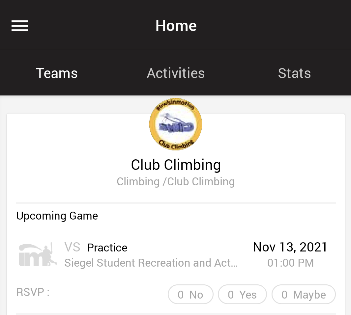 Home
Teams Activities Stats
Club Climbing
Club Climbing
Climbing /Club Climbing
Upcoming Game
im
VS Practice Nov 13, 2021
Siegel Student Recreation and Act... 01:00 PM
RSVP : 0 No 0 Yes 0 Maybe